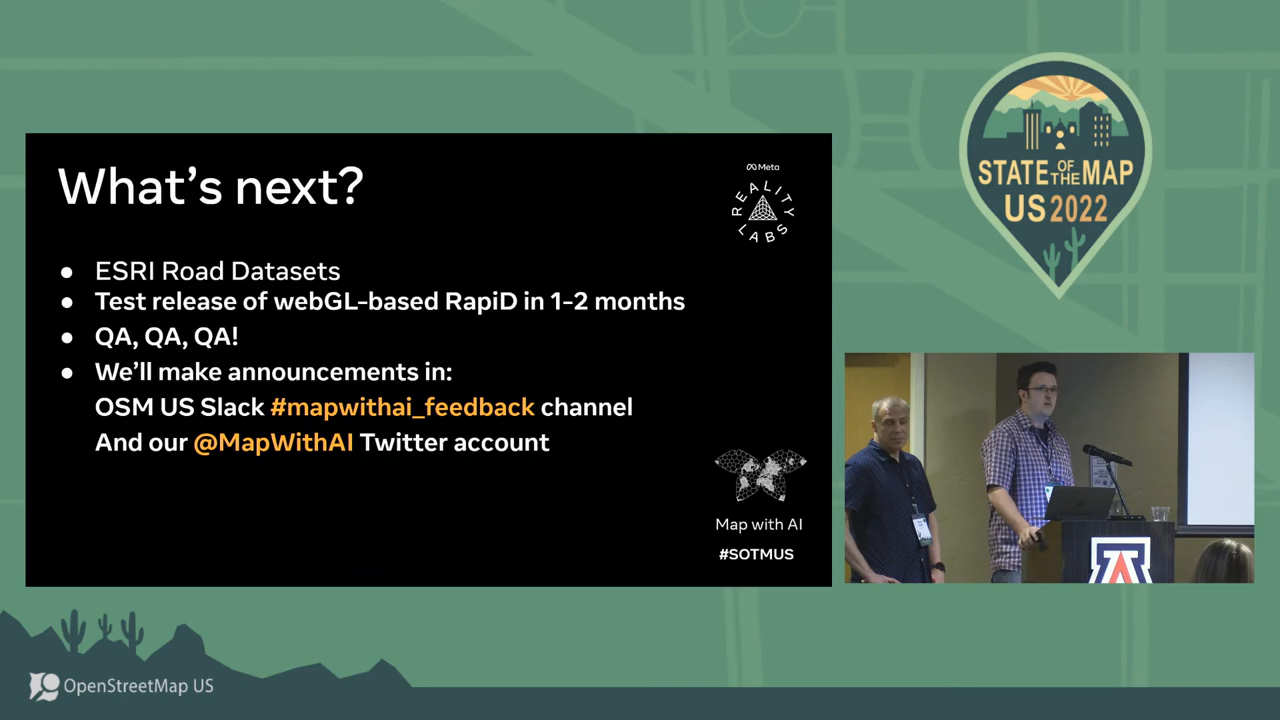 What's next?
∞ Meta
REALITY LABS
● ESRI Road Datasets
● Test release of webGL-based RapiD in 1-2 months
● QA, QA, QA!
● We'll make announcements in:
OSM US Slack #mapwithai_feedback channel
And our @MapWithAI Twitter account
Map with AI
#SOTMUS
STATE OF THE MAP
US 2022
A
OpenStreetMap US